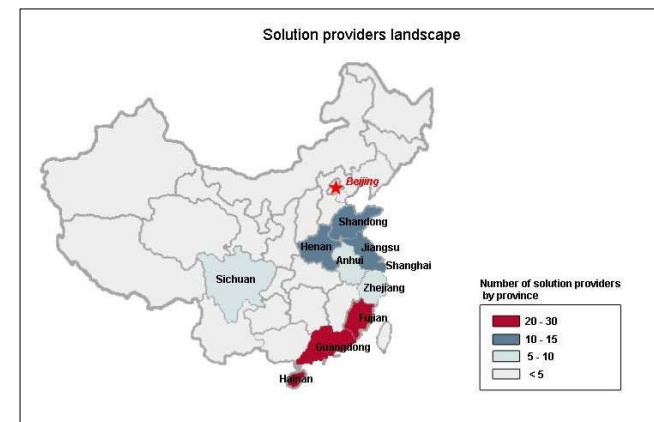 Solution providers landscape
Beijing
Shandong
Henan
Jiangsu
Anhui
Shanghai
Sichuan
Zhejiang
Fujian
Guangdong
Hainan
Number of solution providers
by province
20 - 30
10 - 15
5 - 10
< 5